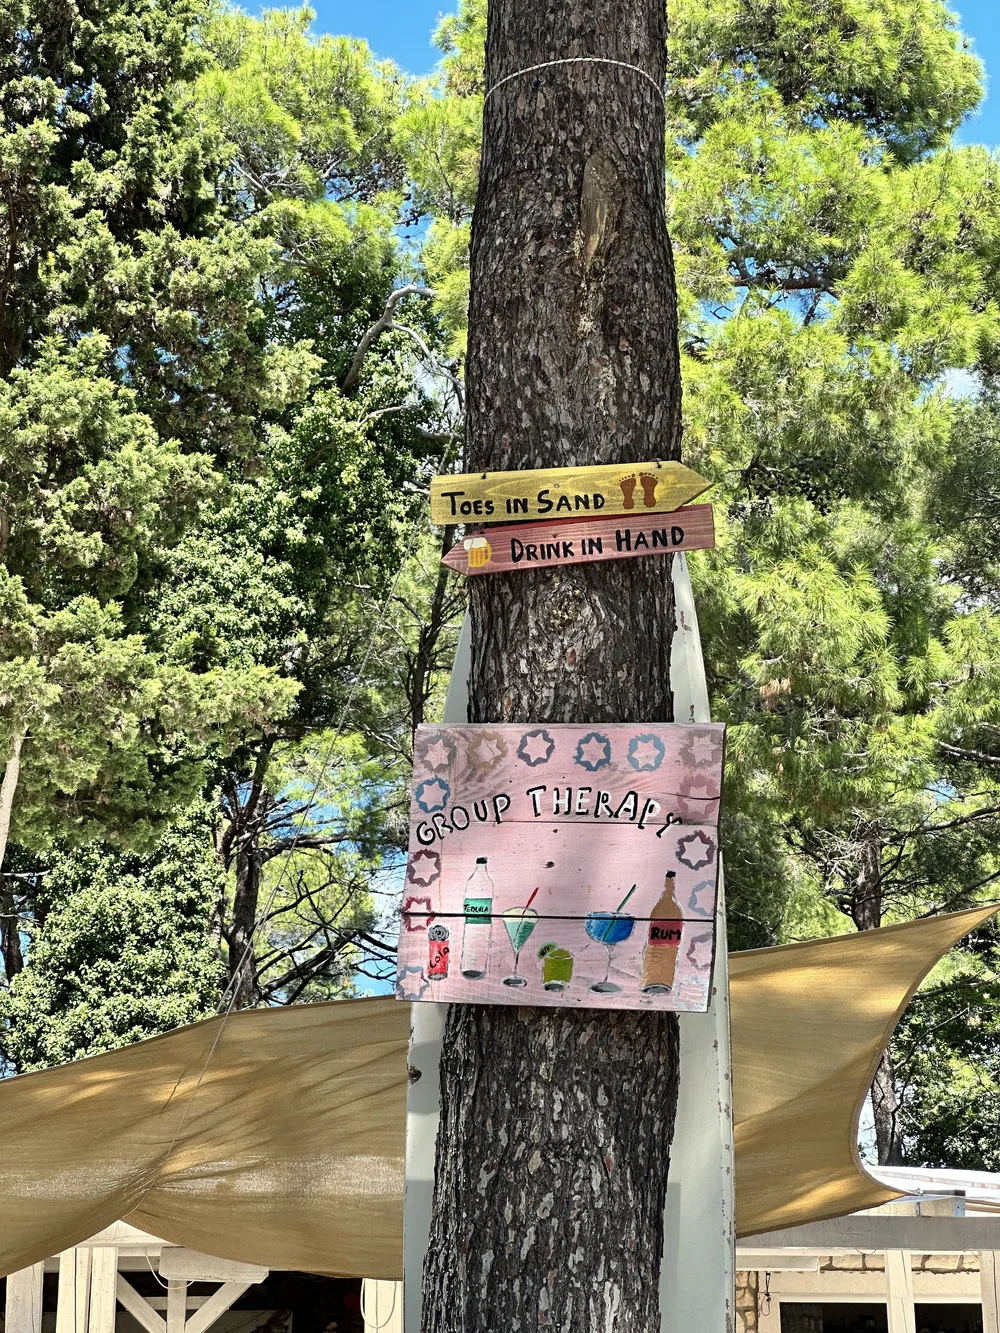 TOES IN SAND
DRINK IN HAND
GROUP THERAPY
TEQUILA
RUM
COLA